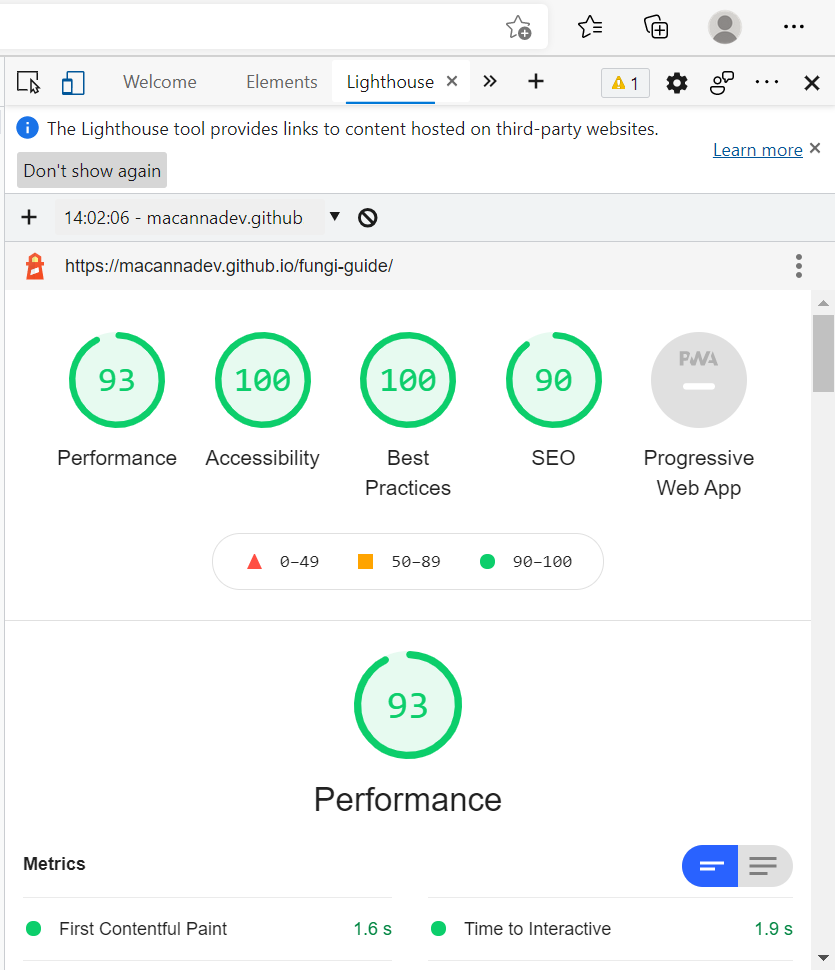 Welcome Elements Lighthouse 1
The Lighthouse tool provides links to content hosted on third-party websites.
Learn more
Don't show again
14:02:06 - macannadev.github
https://macannadev.github.io/fungi-guide/
93 100 100 90 PWA
Performance Accessibility Best SEO Progressive
Practices Web App
0–49 50–89 90–100
93
Performance
Metrics
First Contentful Paint 1.6 s Time to Interactive 1.9 s